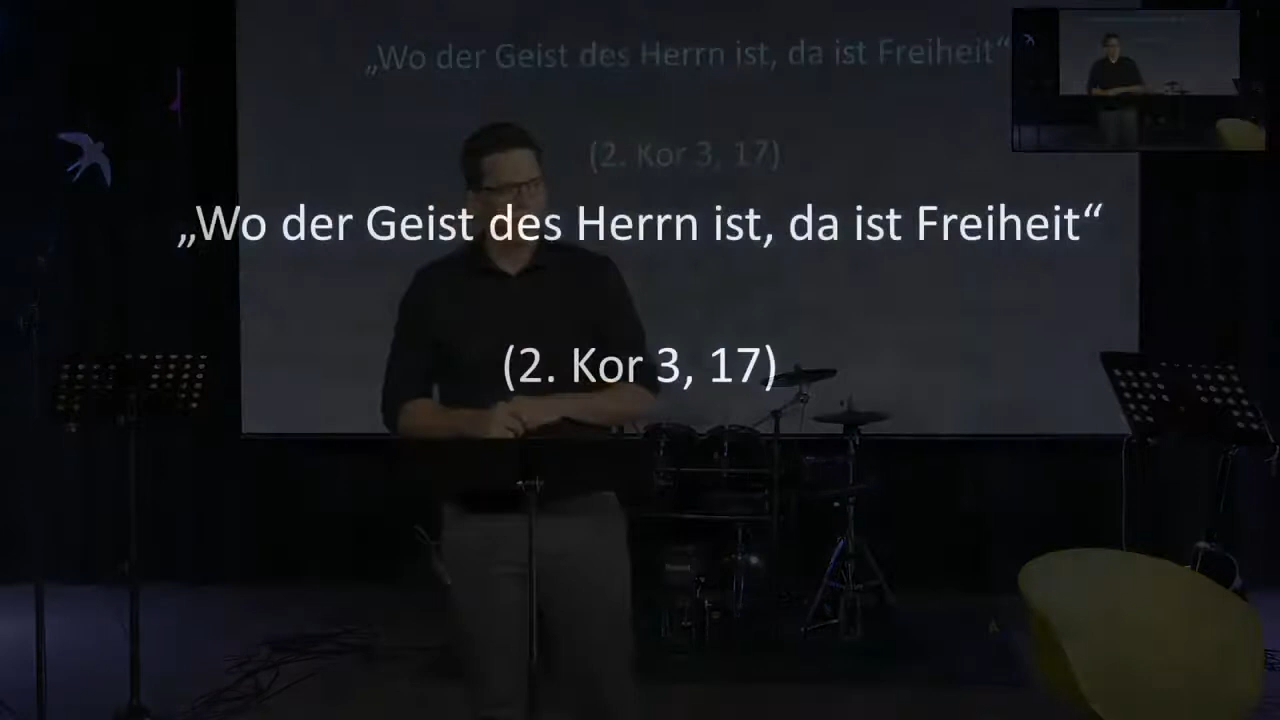 „Wo der Geist des Herrn ist, da ist Freiheit“
(2. Kor 3, 17)
„Wo der Geist des Herrn ist, da ist Freiheit“
(2. Kor 3, 17)